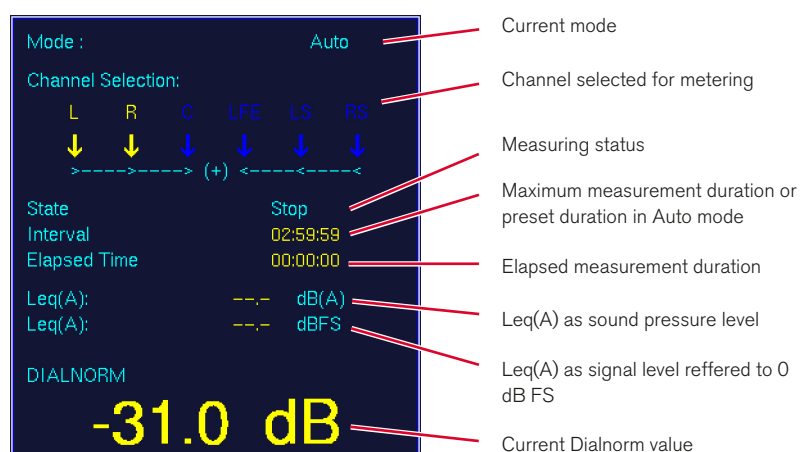 Mode : Auto
Channel Selection:
L R C LFE LS RS
>---->----> (+) <----<----<
State Stop
Interval 02:59:59
Elapsed Time 00:00:00
Leq(A): --.- dB(A)
Leq(A): --.- dBFS
DIALNORM
-31.0 dB
Current mode
Channel selected for metering
Measuring status
Maximum measurement duration or
preset duration in Auto mode
Elapsed measurement duration
Leq(A) as sound pressure level
Leq(A) as signal level reffered to 0
dB FS
Current Dialnorm value